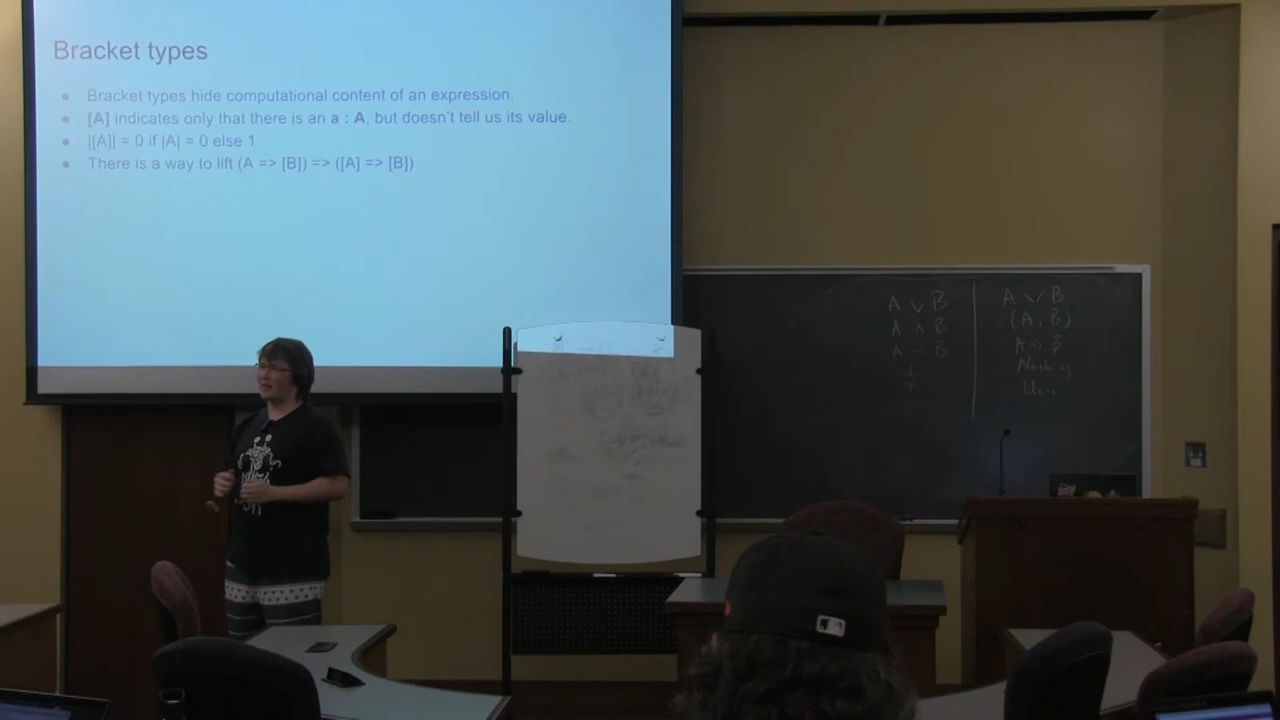 Bracket types
● Bracket types hide computational content of an expression.
● [A] indicates only that there is an a : A, but doesn't tell us its value.
● |[A]| = 0 if |A| = 0 else 1
● There is a way to lift (A => [B]) => ([A] => [B])
A ∨ B
A ∧ B
A → B
⊥
⊤
A \/ B
(A, B)
A => B
Nothing
Unit